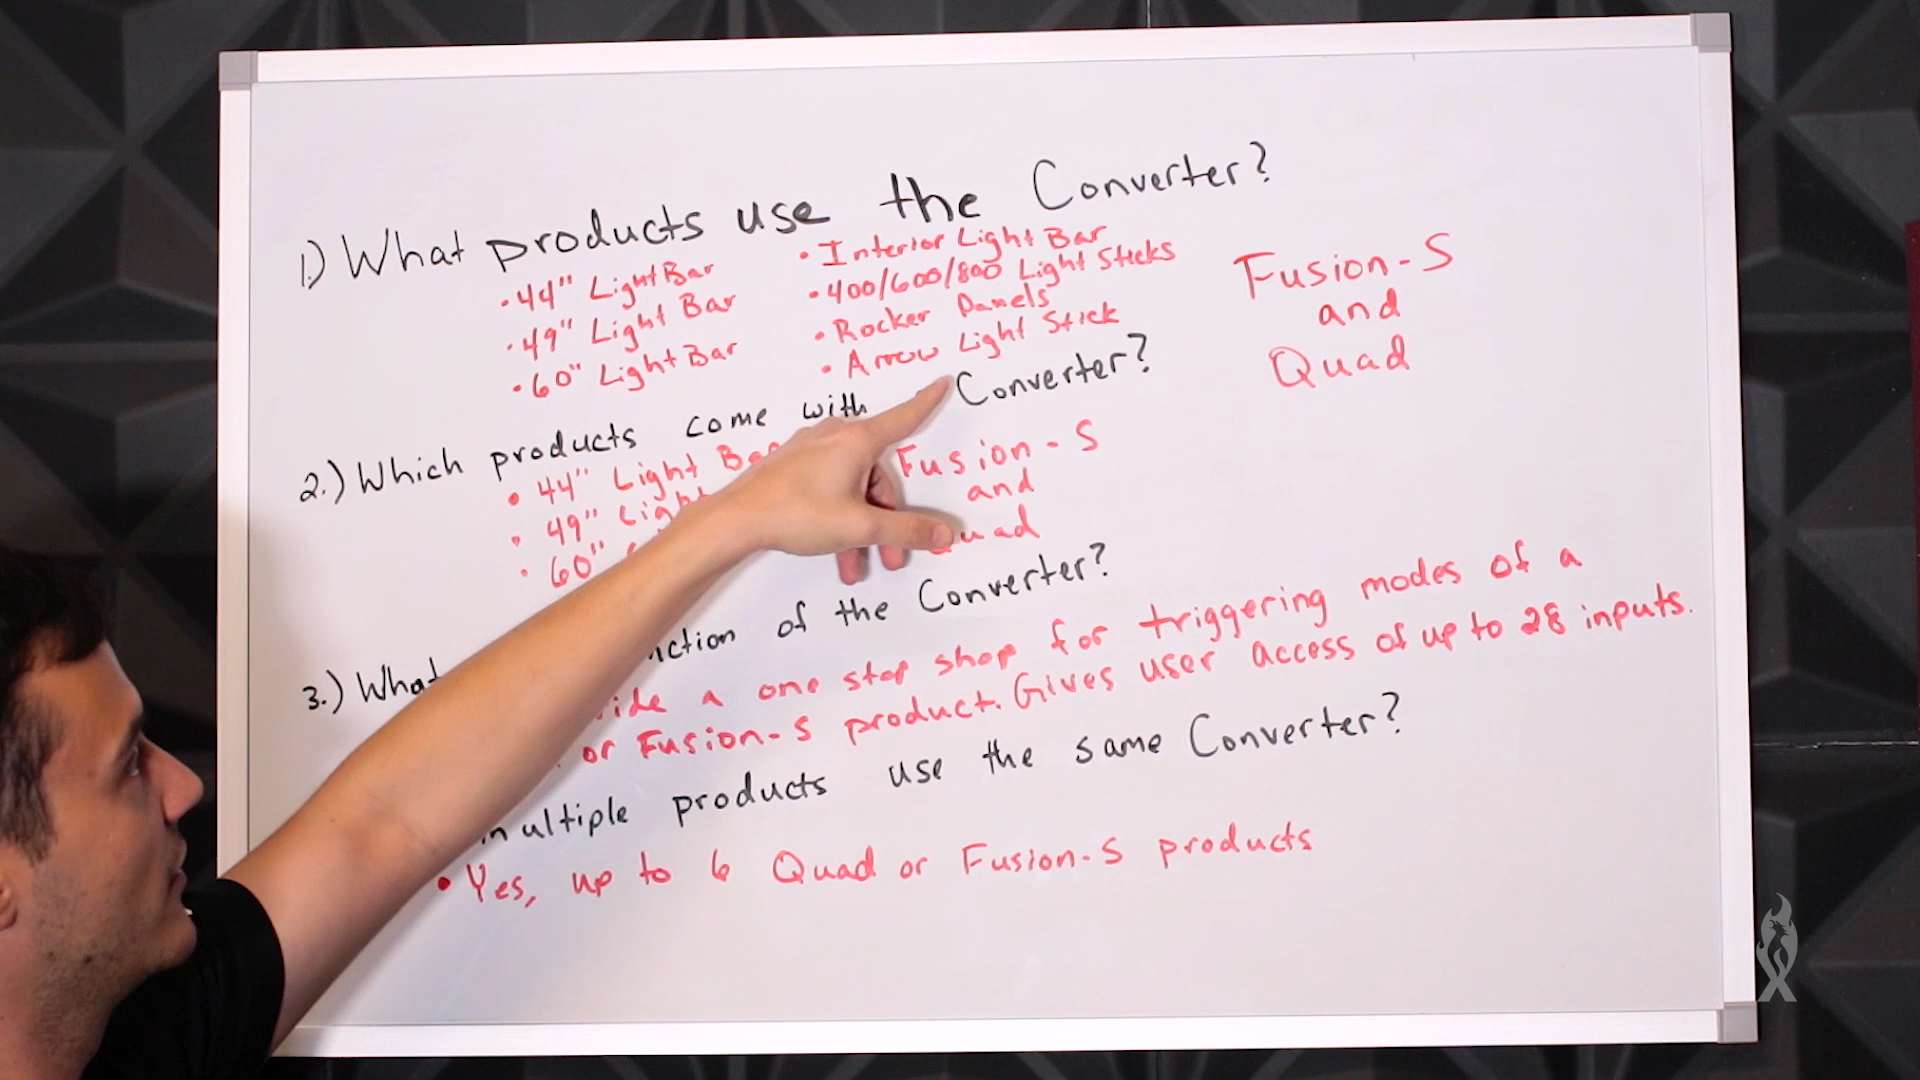 1.) What products use the Converter?
• 44" Light Bar
• 49" Light Bar
• 60" Light Bar
• Interior Light Bar
• 400/600/800 Light Sticks
• Rocker Panels
• Arrow Light Stick
Fusion-S
and
Quad
2.) Which products come with Converter?
• 44" Light
• 49" Light
• 60"
Fusion-S
and
3.) What of the Converter?
a one stop shop for triggering modes of a
or Fusion-S product. Gives user access of up to 28 inputs.
multiple products use the same Converter?
• Yes, up to 6 Quad or Fusion-S products